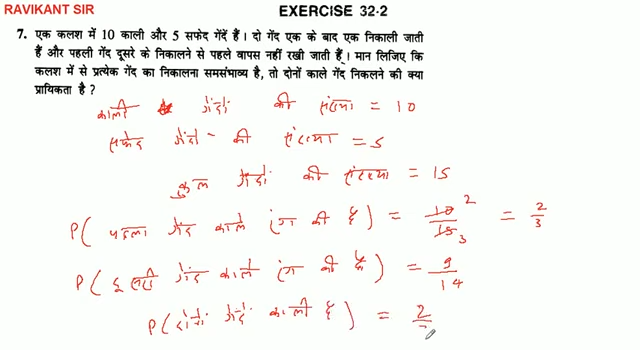 RAVIKANT SIR
EXERCISE 32·2
7. एक कलश में 10 काली और 5 सफेद गेंदें हैं। दो गेंद एक के बाद एक निकाली जाती
हैं और पहली गेंद दूसरे के निकालने से पहले वापस नहीं रखी जाती हैं। मान लिजिए कि
कलश में से प्रत्येक गेंद का निकालना समसंभाव्य है, तो दोनों काले गेंद निकलने की क्या
प्रायिकता है ?
काली गेंदो की संख्या = 10
सफेद गेंदो की संख्या = 5
कुल गेंदो की संख्या = 15
P( पहला गेंद काले रंग की है ) = 10/15 2 3 = 2/3
P( दूसरी गेंद काले रंग की है ) = 9/14
P( दोनो गेंदे काली है ) = 2/